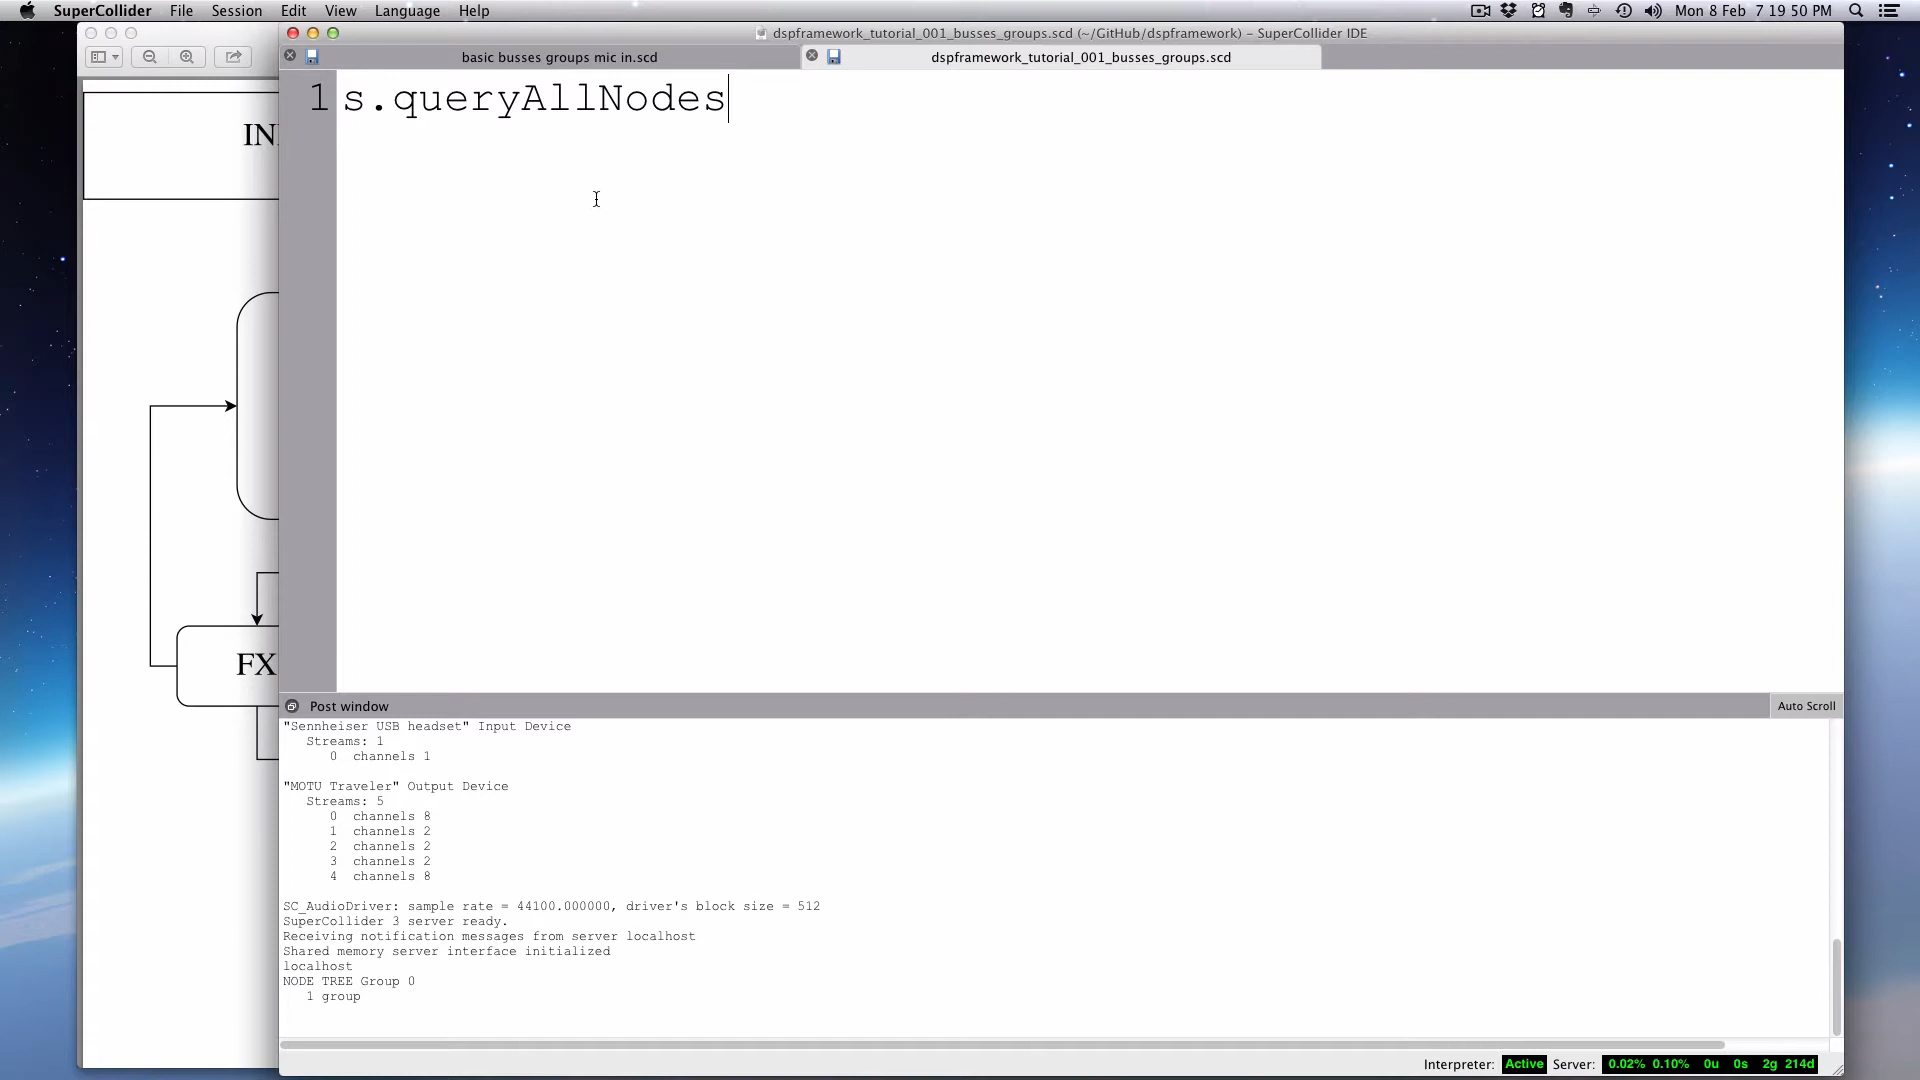 SuperCollider File Session Edit View Language Help Mon 8 Feb 7 19 50 PM
dspframework_tutorial_001_busses_groups.scd (~/GitHub/dspframework) – SuperCollider IDE
basic busses groups mic in.scd dspframework_tutorial_001_busses_groups.scd
1 s.queryAllNodes
IN
FX
Post window Auto Scroll
"Sennheiser USB headset" Input Device
Streams: 1
0 channels 1
"MOTU Traveler" Output Device
Streams: 5
0 channels 8
1 channels 2
2 channels 2
3 channels 2
4 channels 8
SC_AudioDriver: sample rate = 44100.000000, driver's block size = 512
SuperCollider 3 server ready.
Receiving notification messages from server localhost
Shared memory server interface initialized
localhost
NODE TREE Group 0
1 group
Interpreter: Active Server: 0.02% 0.10% 0u 0s 2g 214d